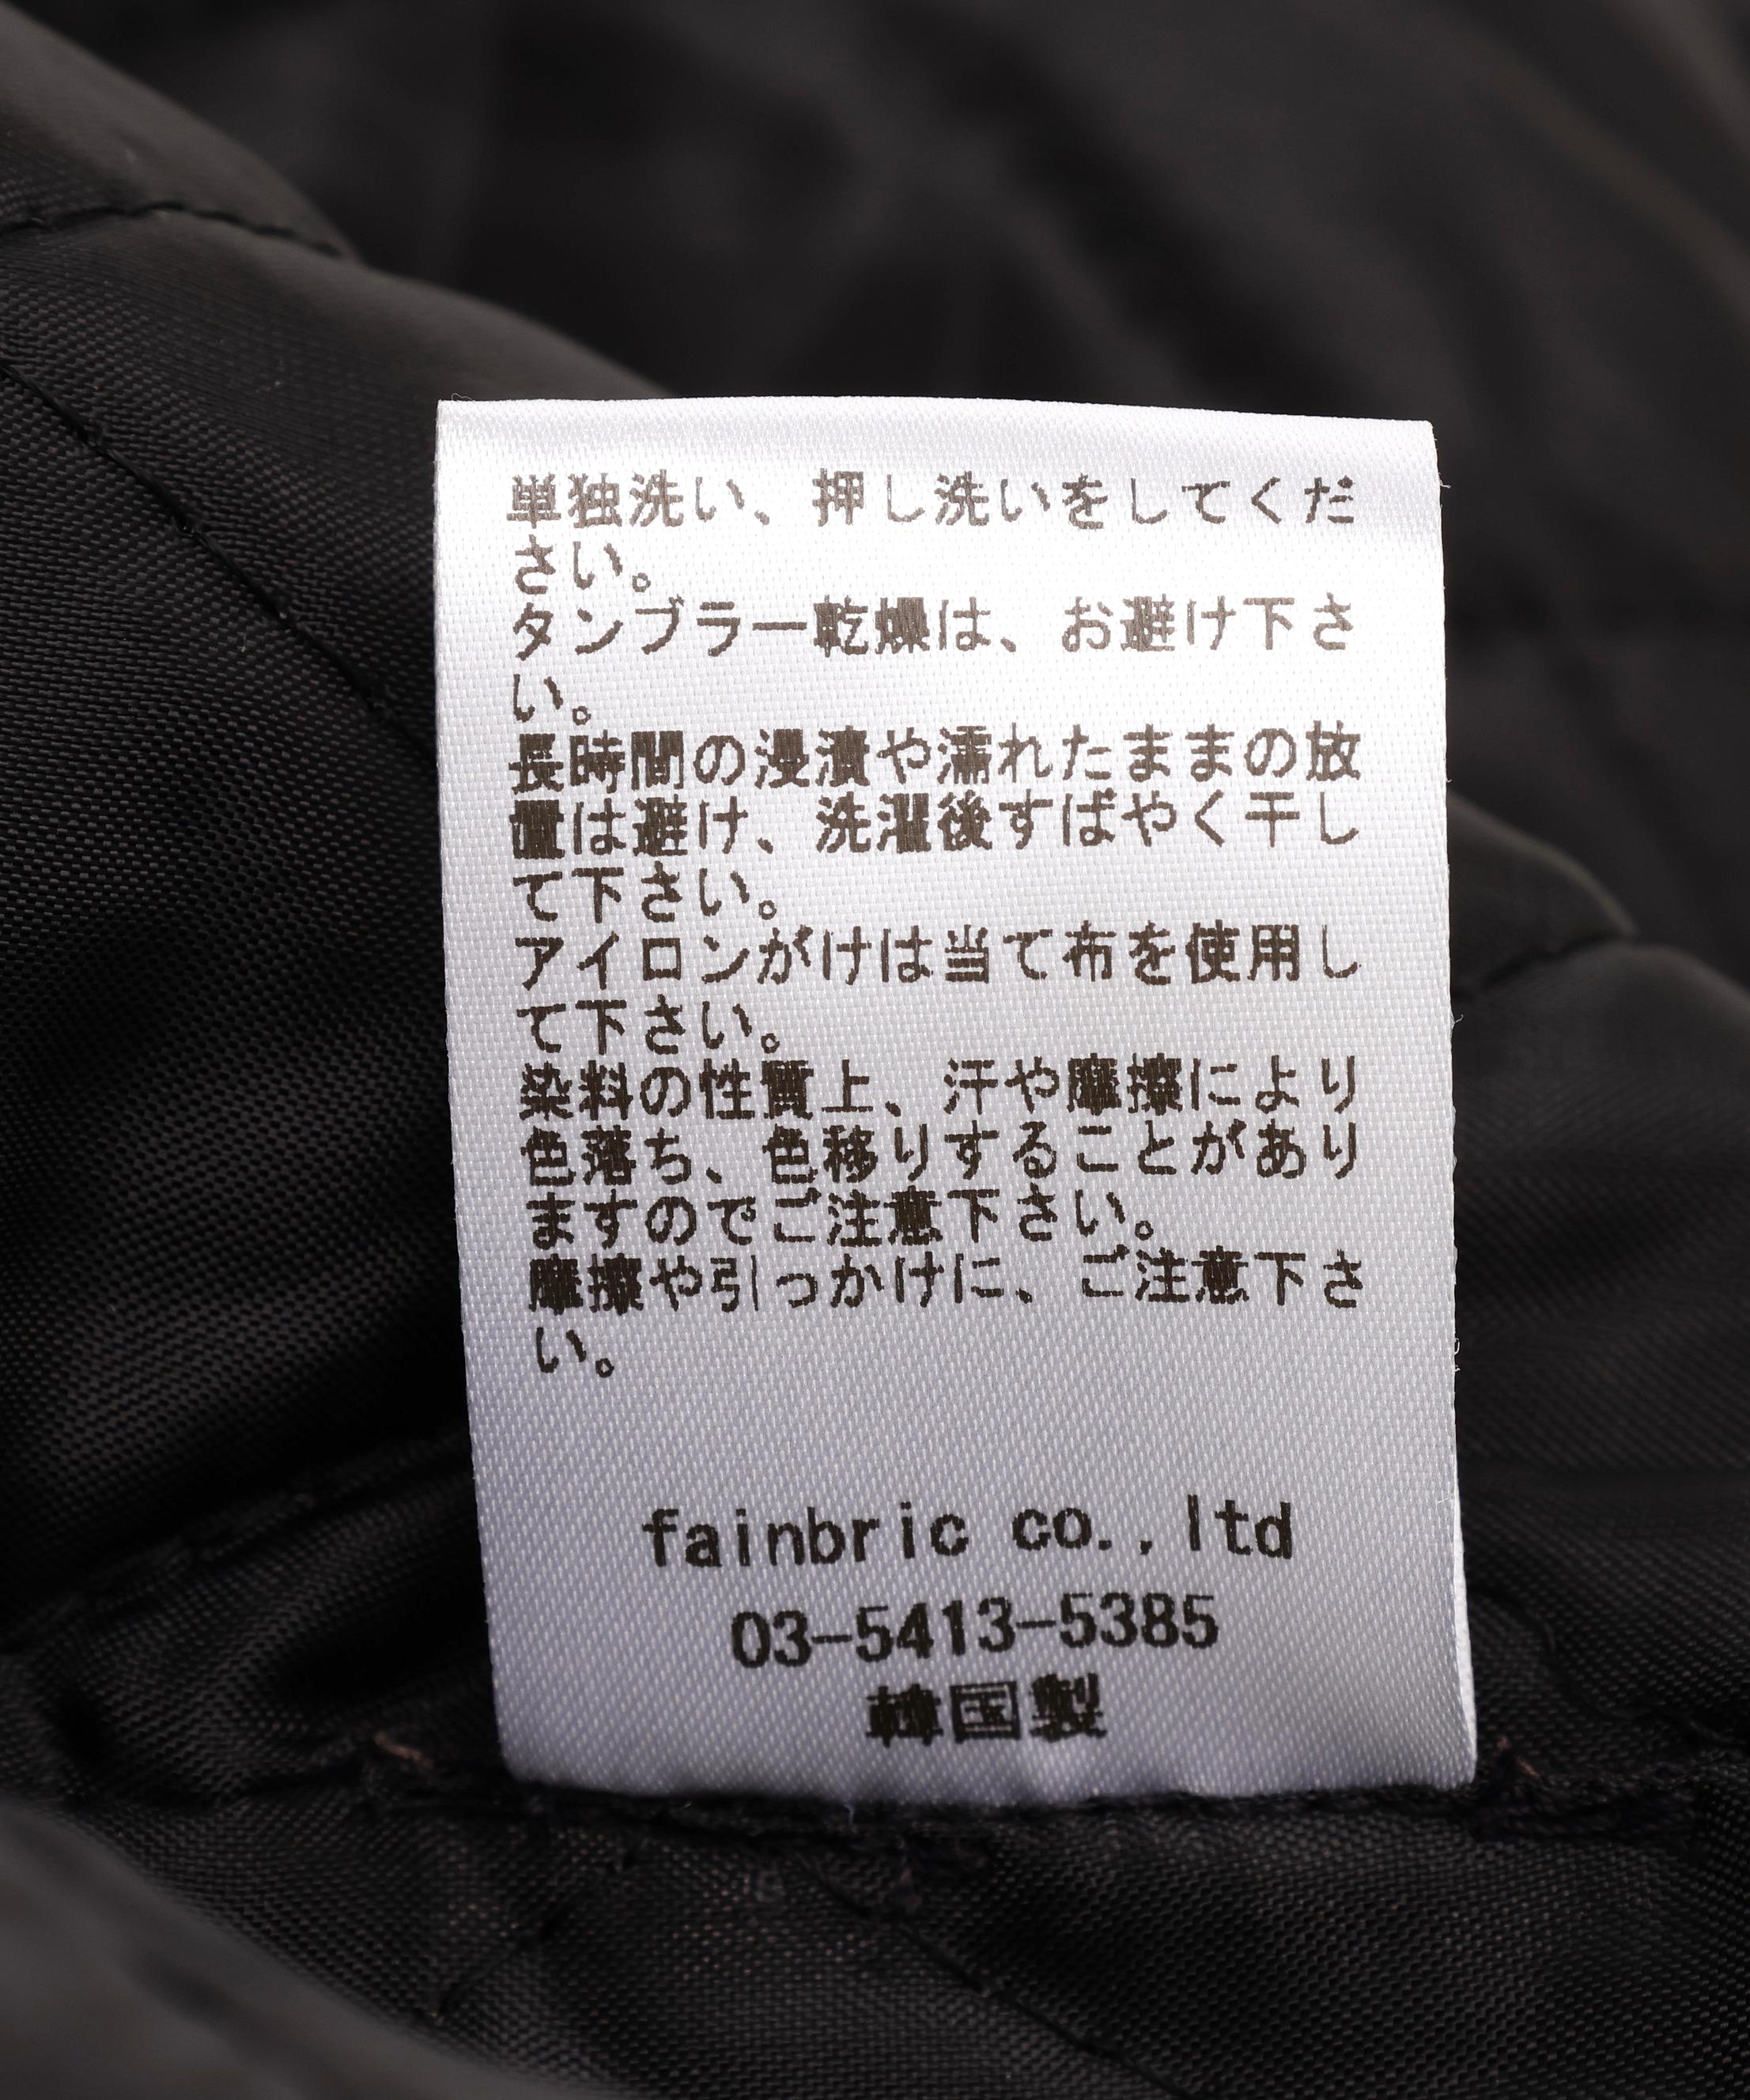 単独洗い、押し洗いをしてくだ
さい。
タンブラー乾燥は、お避け下さ
い。
長時間の浸漬や濡れたままの放
置は避け、洗濯後すばやく干し
て下さい。
アイロンがけは当て布を使用し
て下さい。
染料の性質上、汗や摩擦により
色落ち、色移りすることがあり
ますのでご注意下さい。
摩擦や引っかけに、ご注意下さ
い。
fainbric co.,ltd
03-5413-5385
韓国製